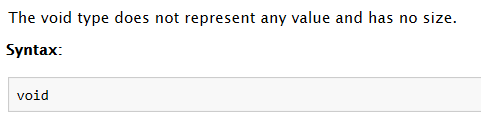 The void type does not represent any value and has no size.
Syntax:
void